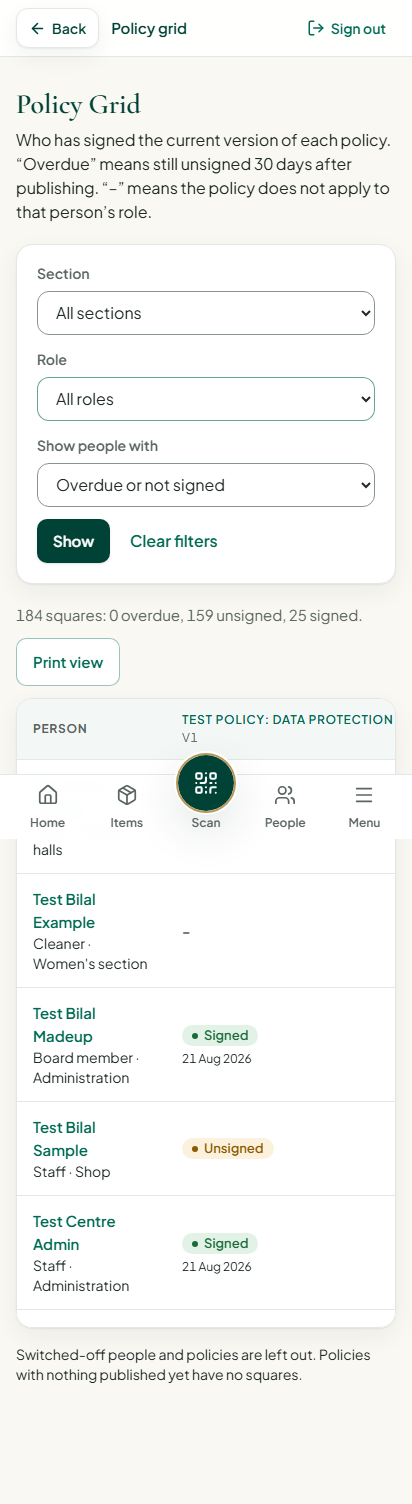 Back
Policy grid
Sign out
Policy Grid
Who has signed the current version of each policy.
“Overdue” means still unsigned 30 days after
publishing. “–” means the policy does not apply to
that person’s role.
Section
All sections
Role
All roles
Show people with
Overdue or not signed
Show
Clear filters
184 squares: 0 overdue, 159 unsigned, 25 signed.
Print view
PERSON
TEST POLICY: DATA PROTECTION
V1
Home
Items
Scan
People
Menu
halls
Test Bilal
Example
Cleaner ·
Women's section
–
Test Bilal
Madeup
Board member ·
Administration
Signed
21 Aug 2026
Test Bilal
Sample
Staff · Shop
Unsigned
Test Centre
Admin
Staff ·
Administration
Signed
21 Aug 2026
Switched-off people and policies are left out. Policies
with nothing published yet have no squares.